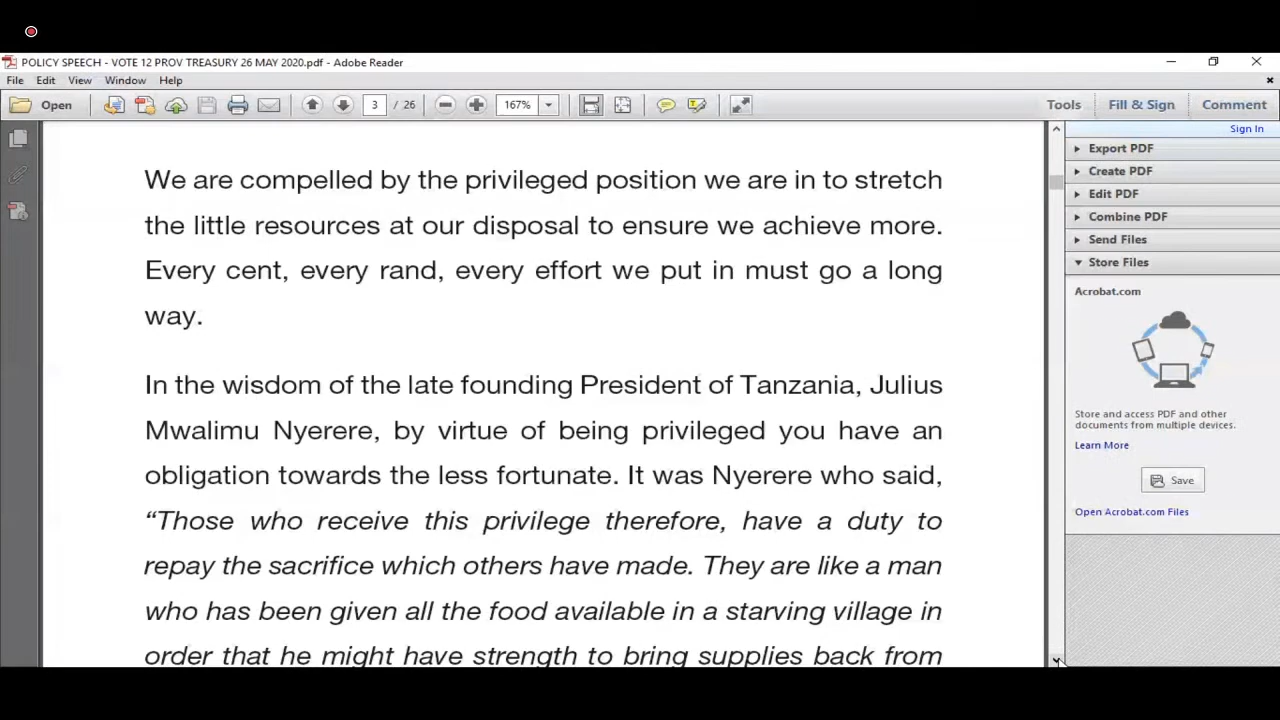 POLICY SPEECH - VOTE 12 PROV TREASURY 26 MAY 2020.pdf - Adobe Reader
File Edit View Window Help
Open 3 / 26 167% Tools Fill & Sign Comment
Sign In
Export PDF
Create PDF
Edit PDF
Combine PDF
Send Files
Store Files
Acrobat.com
Store and access PDF and other
documents from multiple devices.
Learn More
Save
Open Acrobat.com Files
We are compelled by the privileged position we are in to stretch
the little resources at our disposal to ensure we achieve more.
Every cent, every rand, every effort we put in must go a long
way.
In the wisdom of the late founding President of Tanzania, Julius
Mwalimu Nyerere, by virtue of being privileged you have an
obligation towards the less fortunate. It was Nyerere who said,
“Those who receive this privilege therefore, have a duty to
repay the sacrifice which others have made. They are like a man
who has been given all the food available in a starving village in
order that he might have strength to bring supplies back from